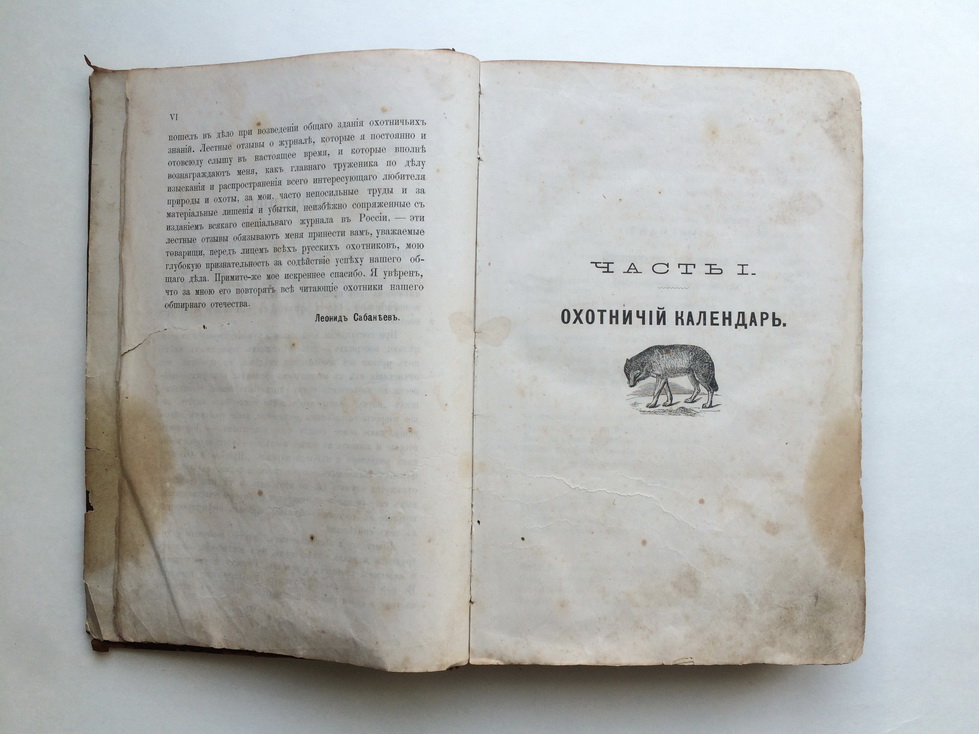 VI
пошелъ въ дѣло при возведеніи общаго зданія охотничьихъ
знаній. Лестные отзывы о журналѣ, которые я постоянно и
отовсюду слышу въ настоящее время, и которые вполнѣ
вознаграждаютъ меня, какъ главнаго труженика по дѣлу
изысканія и распространенія всего интересующаго любителя
природы и охоты, за мои, часто непосильные труды и за
матеріальные лишенія и убытки, неизбѣжно сопряженные съ
изданіемъ всякаго спеціальнаго журнала въ Россіи, — эти
лестные отзывы обязываютъ меня принести вамъ, уважаемые
товарищи, передъ лицемъ всѣхъ русскихъ охотниковъ, мою
глубокую признательность за содѣйствіе успѣху нашего об-
щаго дѣла. Примите-же мое искреннее спасибо. Я увѣренъ,
что за мною его повторятъ всѣ читающіе охотники нашего
обширнаго отечества.
Леонидъ Сабанѣевъ.
ЧАСТЬ I.
ОХОТНИЧІЙ КАЛЕНДАРЬ.